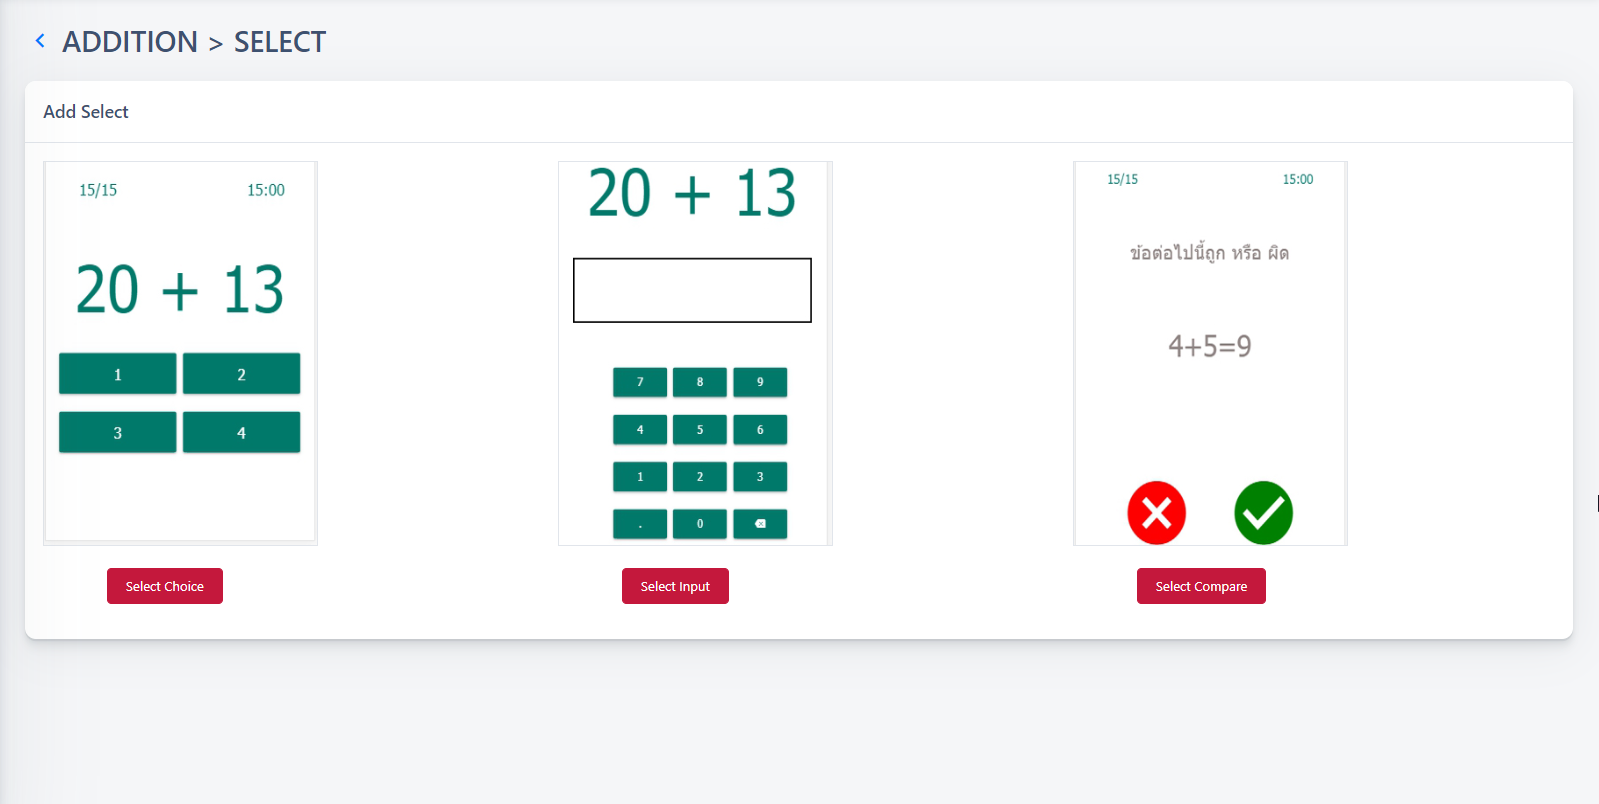 ADDITION > SELECT
Add Select
15/15 15:00
20 + 13
1 2
3 4
Select Choice
20 + 13
7 8 9
4 5 6
1 2 3
. 0
Select Input
15/15 15:00
ข้อต่อไปนี้ถูก หรือ ผิด
4+5=9
Select Compare